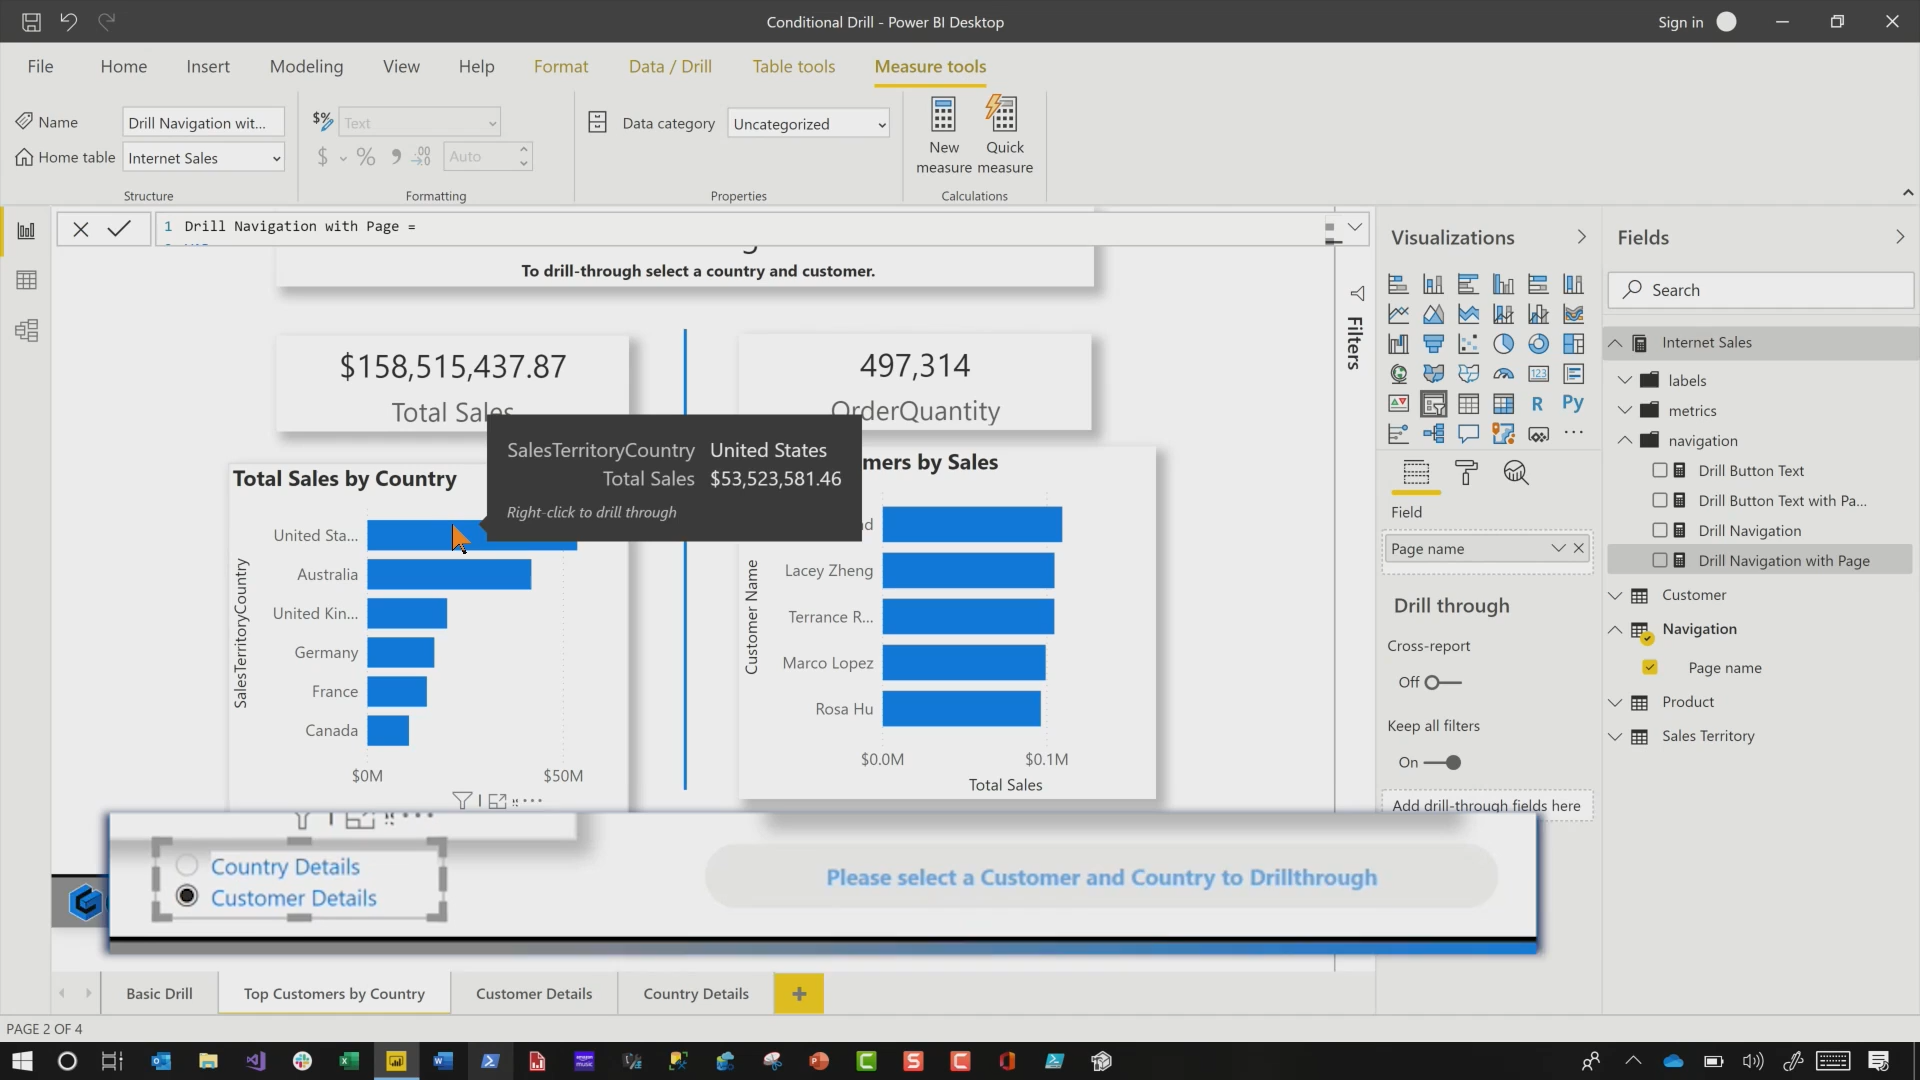 Conditional Drill - Power BI Desktop
Sign in
File
Home
Insert
Modeling
View
Help
Format
Data / Drill
Table tools
Measure tools
Name
Drill Navigation wit...
Home table
Internet Sales
Structure
$%
Text
$
%
Auto
Formatting
Data category
Uncategorized
Properties
New measure
Quick measure
Calculations
1 Drill Navigation with Page =
To drill-through select a country and customer.
$158,515,437.87
Total Sales
497,314
OrderQuantity
SalesTerritoryCountry United States
Total Sales $53,523,581.46
Right-click to drill through
Total Sales by Country
SalesTerritoryCountry
United Sta...
Australia
United Kin...
Germany
France
Canada
$0M
$50M
mers by Sales
Customer Name
Lacey Zheng
Terrance R...
Marco Lopez
Rosa Hu
$0.0M
$0.1M
Total Sales
Country Details
Customer Details
Please select a Customer and Country to Drillthrough
Filters
Visualizations
123
R
Py
Field
Page name
Drill through
Cross-report
Off
Keep all filters
On
Add drill-through fields here
Fields
Search
Internet Sales
labels
metrics
navigation
Drill Button Text
Drill Button Text with Pa...
Drill Navigation
Drill Navigation with Page
Customer
Navigation
Page name
Product
Sales Territory
Basic Drill
Top Customers by Country
Customer Details
Country Details
PAGE 2 OF 4